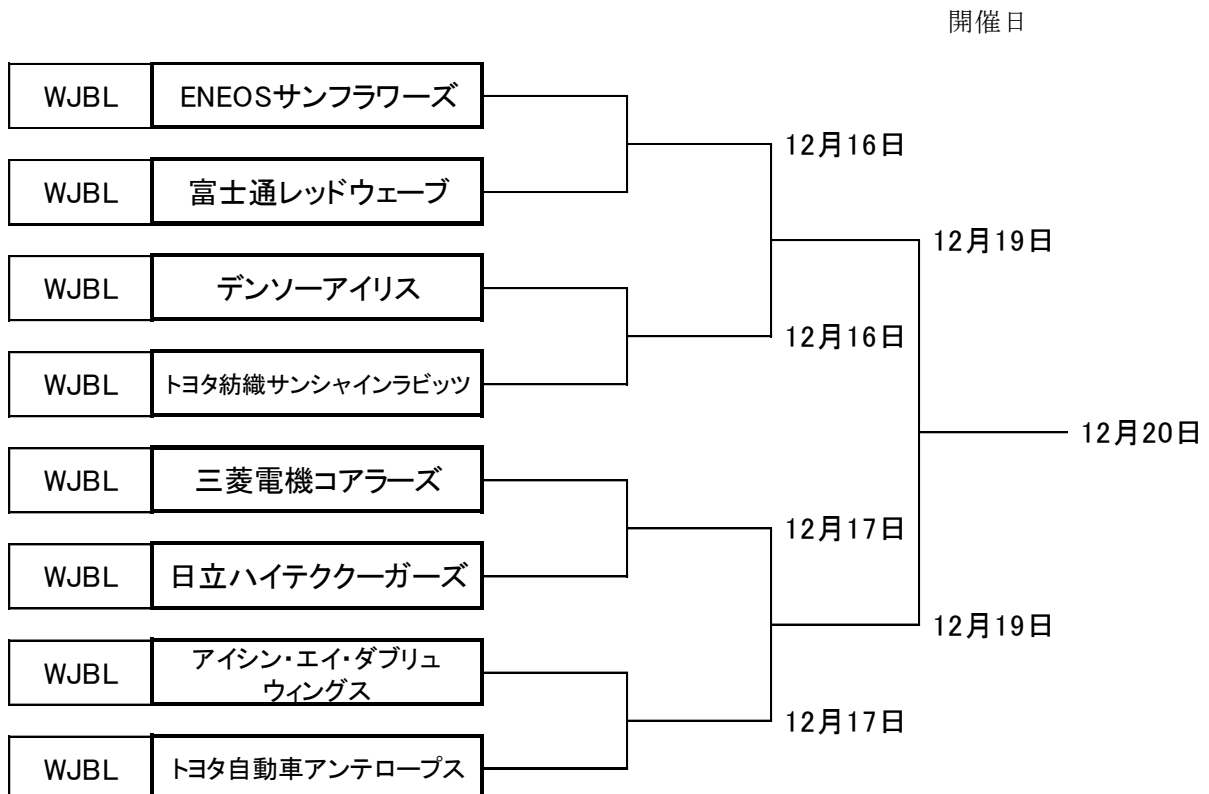 開催日
WJBL ENEOSサンフラワーズ
12月16日
WJBL 富士通レッドウェーブ
12月19日
WJBL デンソーアイリス
12月16日
WJBL トヨタ紡織サンシャインラビッツ
12月20日
WJBL 三菱電機コアラーズ
12月17日
WJBL 日立ハイテククーガーズ
12月19日
WJBL アイシン・エイ・ダブリュ
ウィングス
12月17日
WJBL トヨタ自動車アンテロープス